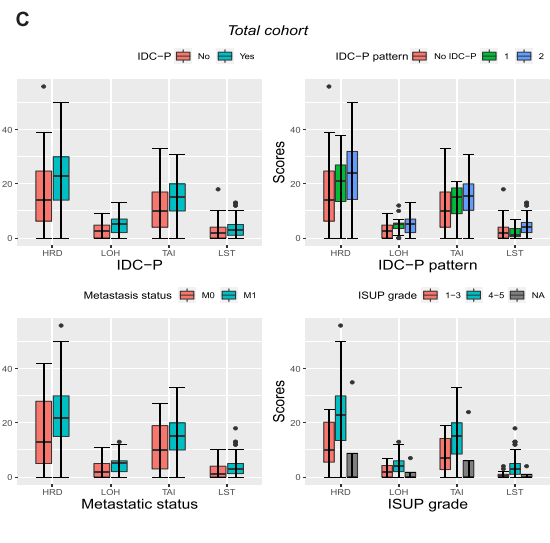 C
Total cohort
IDC-P No Yes
40
20
0
HRD LOH TAI LST
IDC-P
IDC-P pattern No IDC-P 1 2
Scores
40
20
0
HRD LOH TAI LST
IDC-P pattern
Metastasis status M0 M1
40
20
0
HRD LOH TAI LST
Metastatic status
ISUP grade 1-3 4-5 NA
Scores
40
20
0
HRD LOH TAI LST
ISUP grade